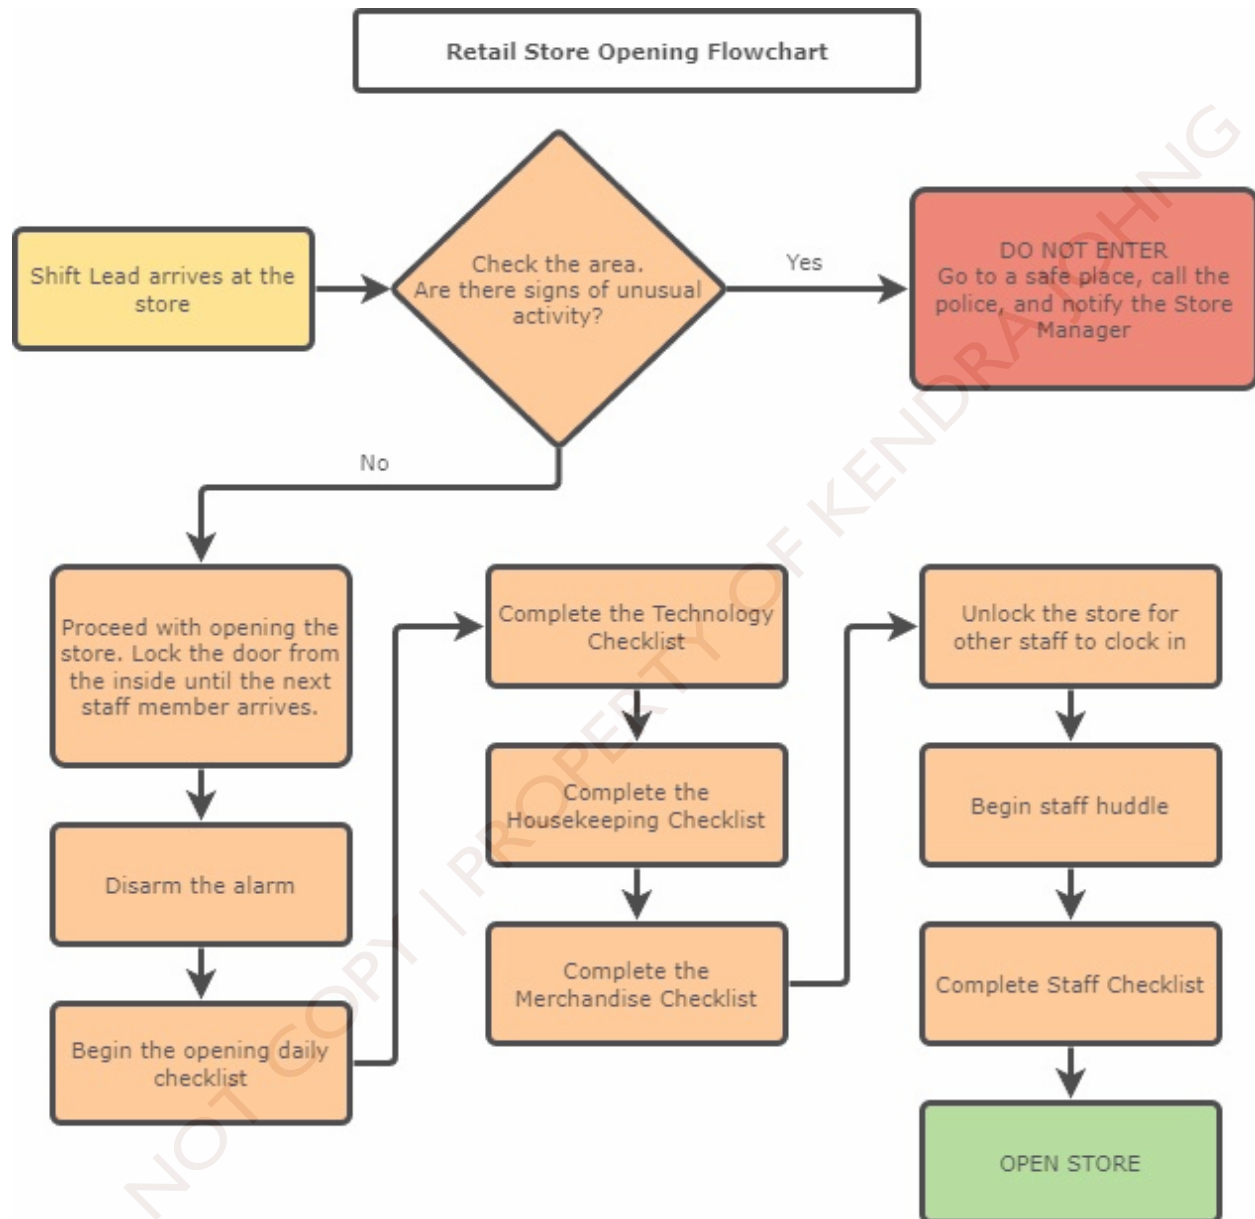 Retail Store Opening Flowchart
Shift Lead arrives at the
store
Check the area.
Are there signs of unusual
activity?
Yes
DO NOT ENTER
Go to a safe place, call the
police, and notify the Store
Manager
No
Proceed with opening the
store. Lock the door from
the inside until the next
staff member arrives.
Disarm the alarm
Begin the opening daily
checklist
Complete the Technology
Checklist
Complete the
Housekeeping Checklist
Complete the
Merchandise Checklist
Unlock the store for
other staff to clock in
Begin staff huddle
Complete Staff Checklist
OPEN STORE
NOT COPY | PROPERTY OF KENDRA JOHNG